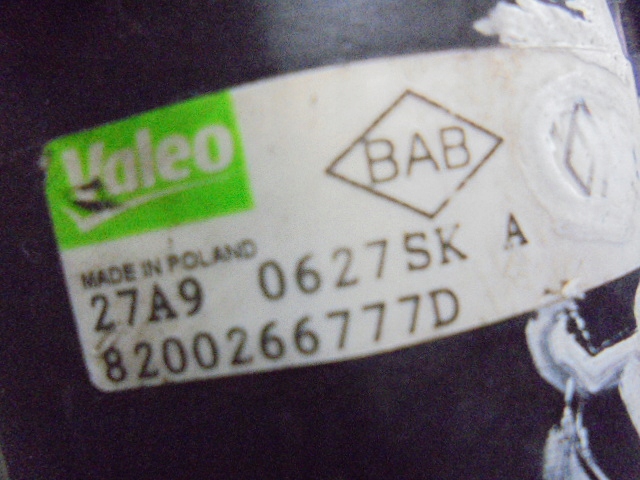 Valeo
BAB
MADE IN POLAND
27A9 0627SK A
8200266777D